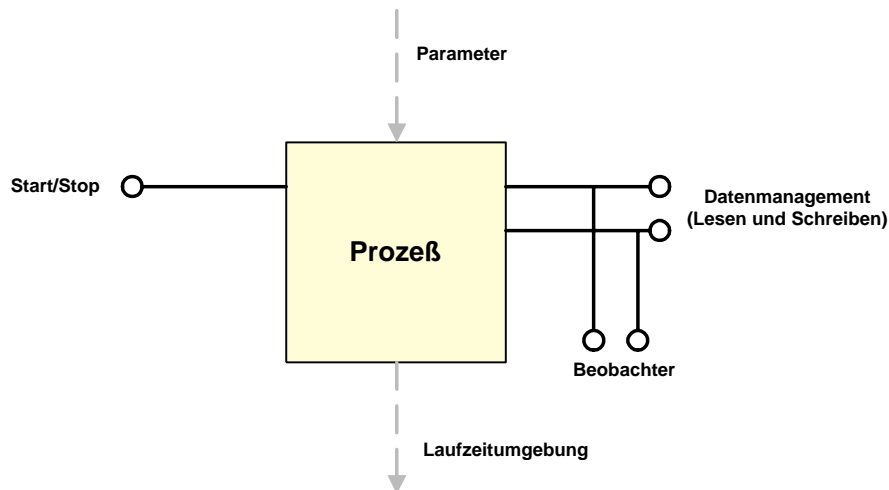 Parameter
Start/Stop
Datenmanagement
(Lesen und Schreiben)
Prozeß
Beobachter
Laufzeitumgebung